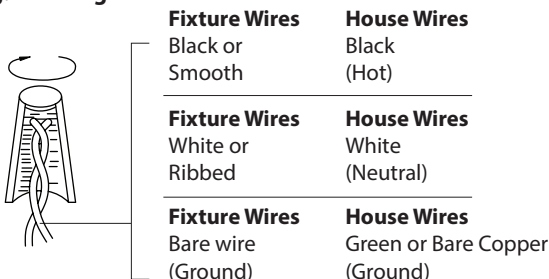 Fixture Wires House Wires
Black or Black
Smooth (Hot)
Fixture Wires House Wires
White or White
Ribbed (Neutral)
Fixture Wires House Wires
Bare wire Green or Bare Copper
(Ground) (Ground)